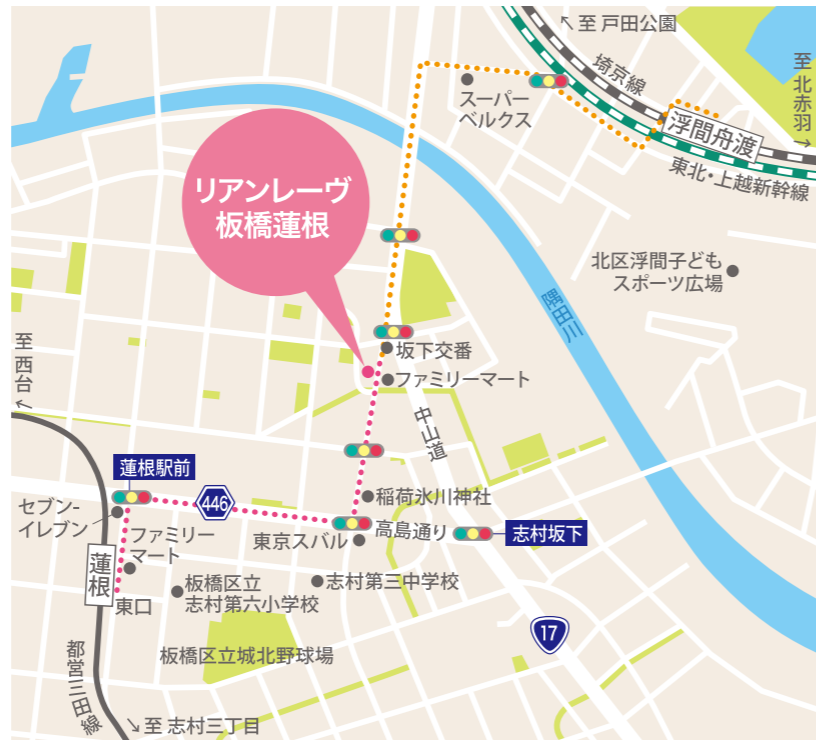 ↖至 戸田公園
埼京線
至 北赤羽→
スーパー
ベルクス
浮間舟渡
東北・上越新幹線
リアンレーヴ
板橋蓮根
北区浮間子ども
スポーツ広場
隅田川
至 西台←
坂下交番
ファミリーマート
中山道
蓮根駅前
446
稲荷氷川神社
セブン-
イレブン
ファミリー
マート
東京スバル
高島通り
志村坂下
蓮根
東口
板橋区立
志村第六小学校
志村第三中学校
17
板橋区立城北野球場
都営三田線
↘至 志村三丁目